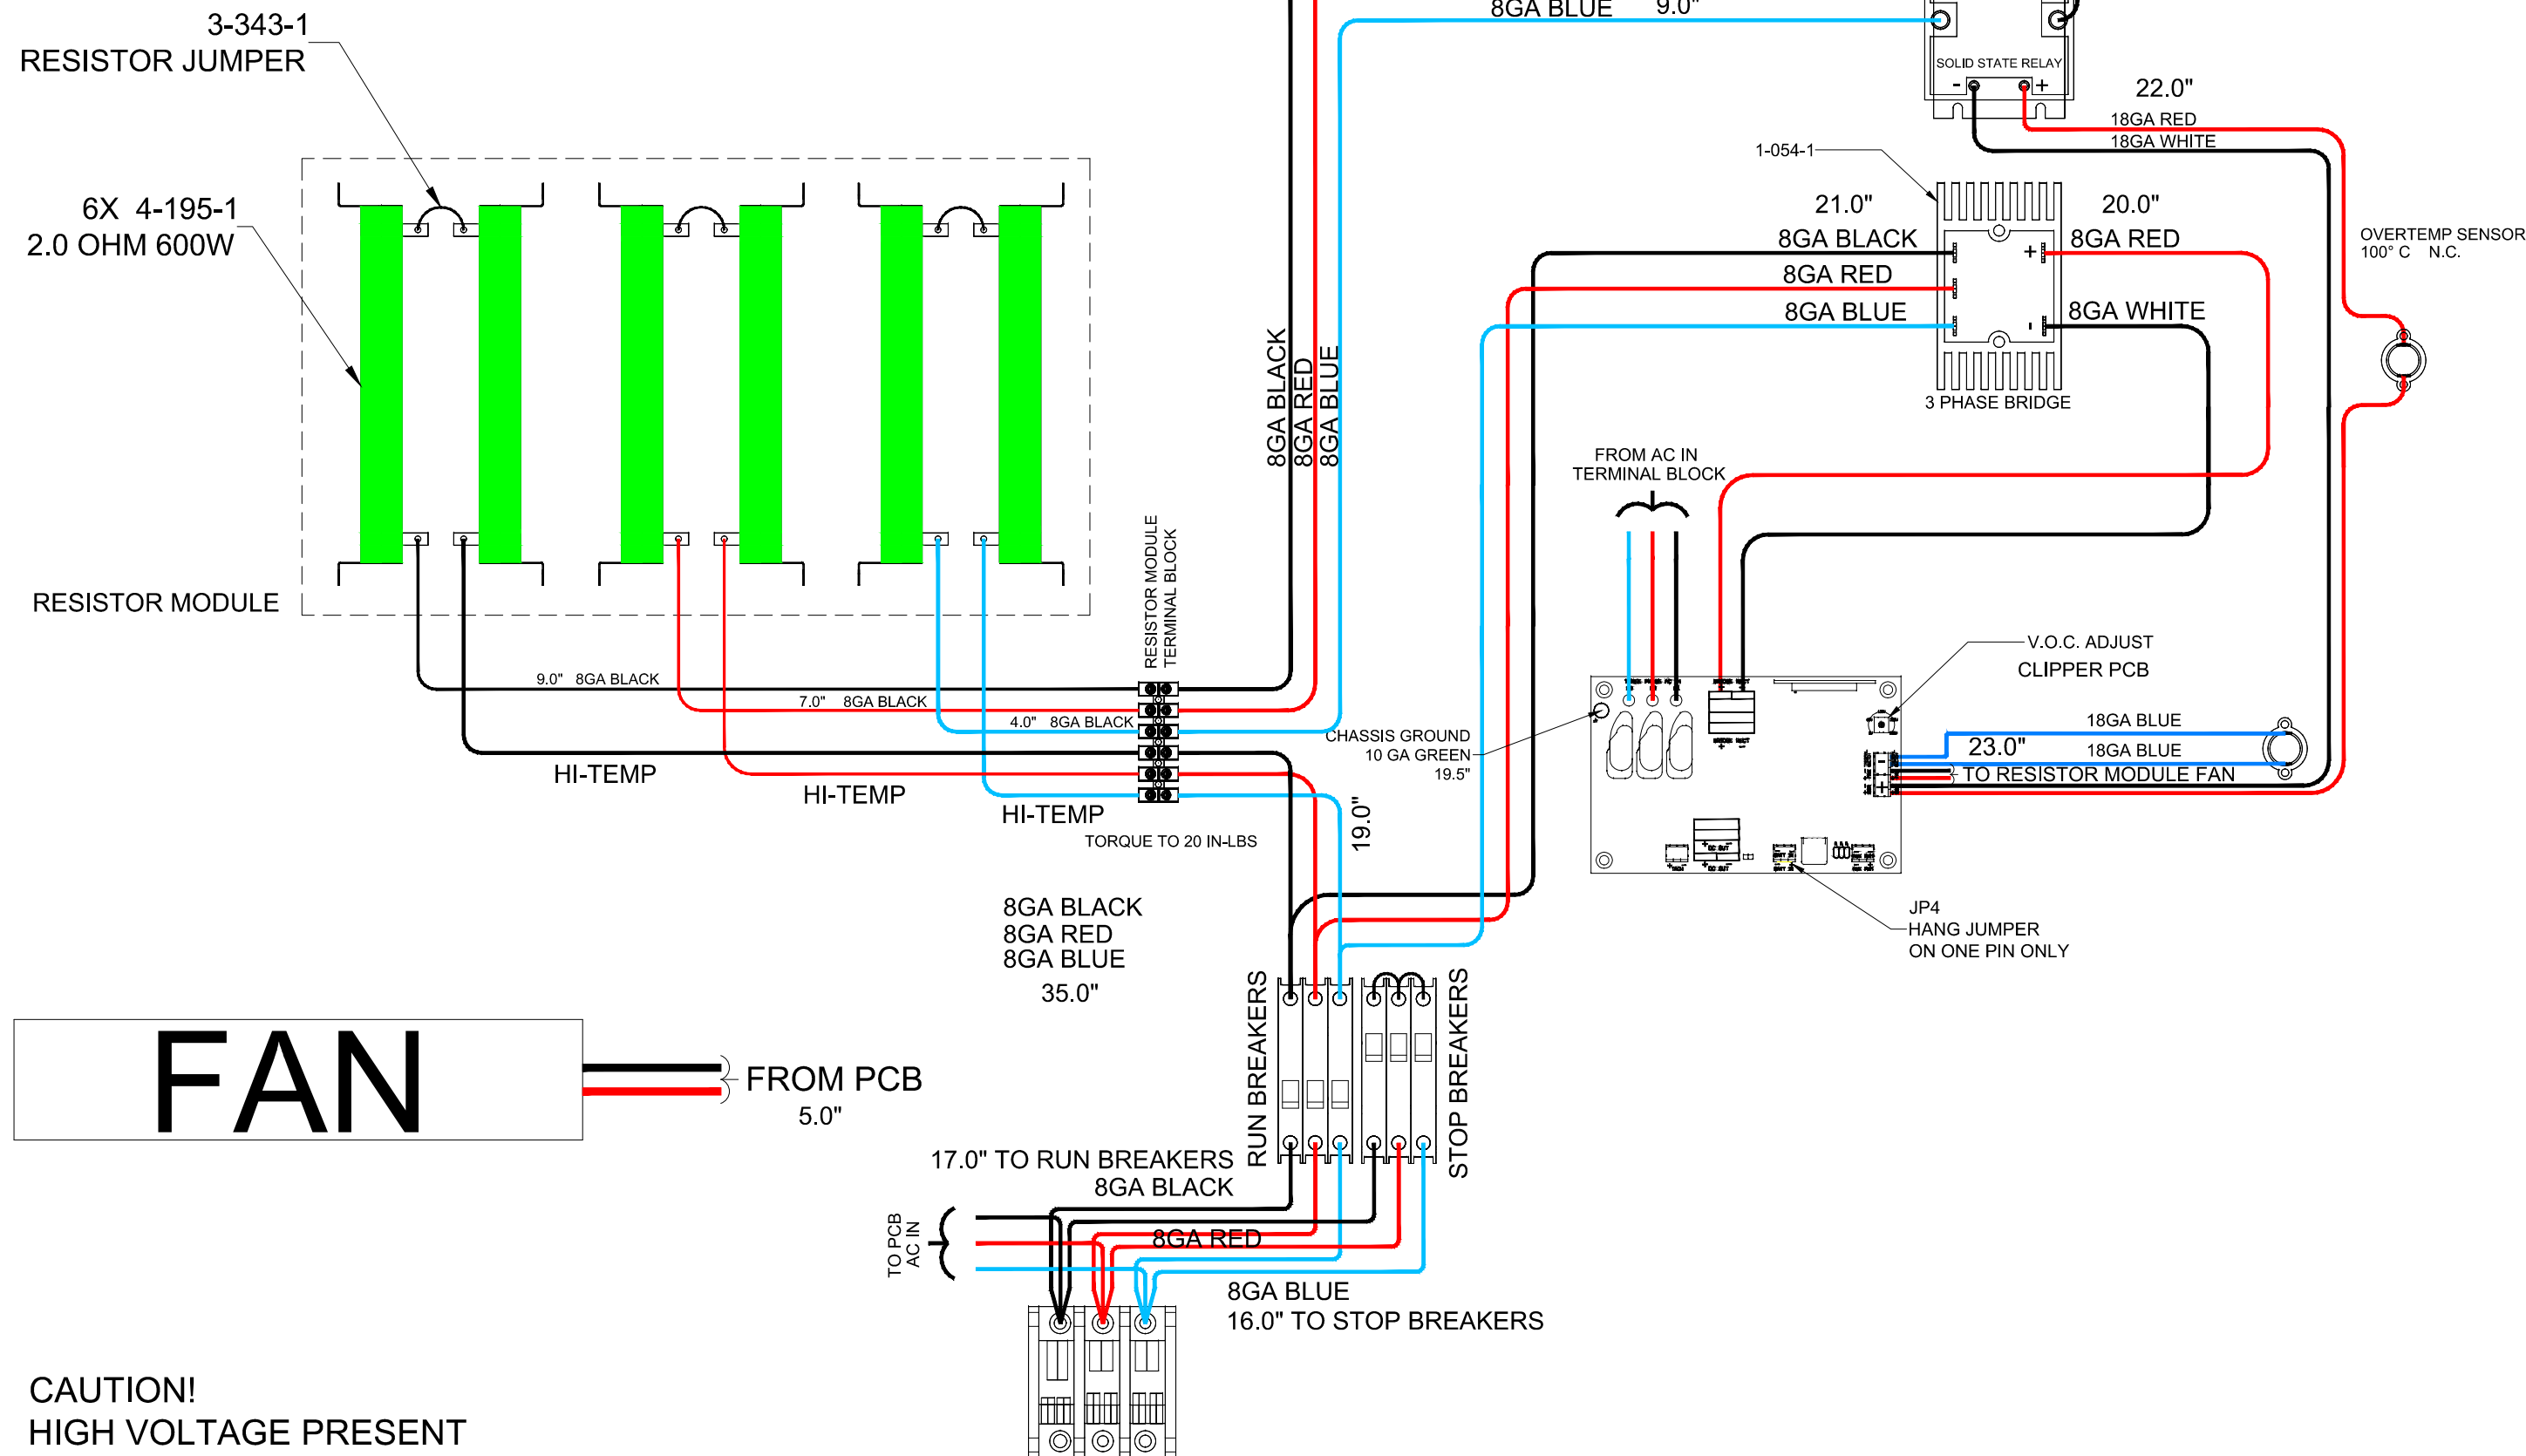 3-343-1
RESISTOR JUMPER
6X 4-195-1
2.0 OHM 600W
RESISTOR MODULE
9.0" 8GA BLACK
7.0" 8GA BLACK
4.0" 8GA BLACK
HI-TEMP
HI-TEMP
HI-TEMP
RESISTOR MODULE
TERMINAL BLOCK
TORQUE TO 20 IN-LBS
8GA BLACK
8GA RED
8GA BLUE
8GA BLUE 9.0"
SOLID STATE RELAY
- +
22.0"
18GA RED
18GA WHITE
1-054-1
21.0"
20.0"
8GA BLACK
8GA RED
8GA BLUE
+
8GA RED
-
8GA WHITE
3 PHASE BRIDGE
OVERTEMP SENSOR
100° C N.C.
FROM AC IN
TERMINAL BLOCK
V.O.C. ADJUST
CLIPPER PCB
CHASSIS GROUND
10 GA GREEN
19.5"
18GA BLUE
23.0"
18GA BLUE
TO RESISTOR MODULE FAN
DC OUT
DC OUT
JP4
HANG JUMPER
ON ONE PIN ONLY
19.0"
8GA BLACK
8GA RED
8GA BLUE
35.0"
RUN BREAKERS
STOP BREAKERS
FAN
FROM PCB
5.0"
17.0" TO RUN BREAKERS
8GA BLACK
TO PCB
AC IN
8GA RED
8GA BLUE
16.0" TO STOP BREAKERS
CAUTION!
HIGH VOLTAGE PRESENT